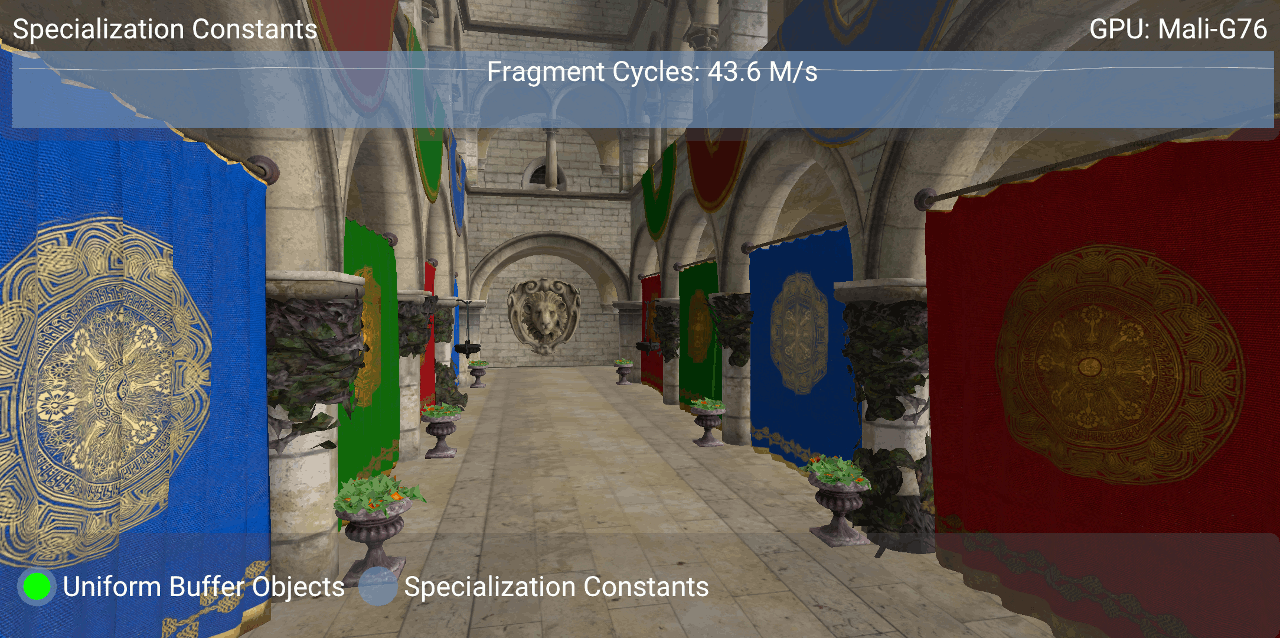 Specialization Constants
GPU: Mali-G76
Fragment Cycles: 43.6 M/s
Uniform Buffer Objects
Specialization Constants